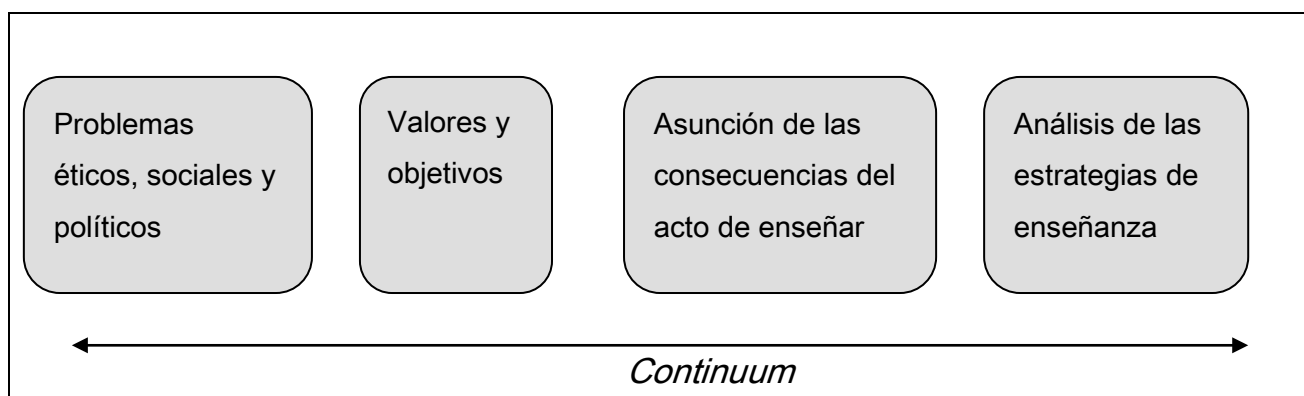 Problemas
éticos, sociales y
políticos
Valores y
objetivos
Asunción de las
consecuencias del
acto de enseñar
Análisis de las
estrategias de
enseñanza
Continuum